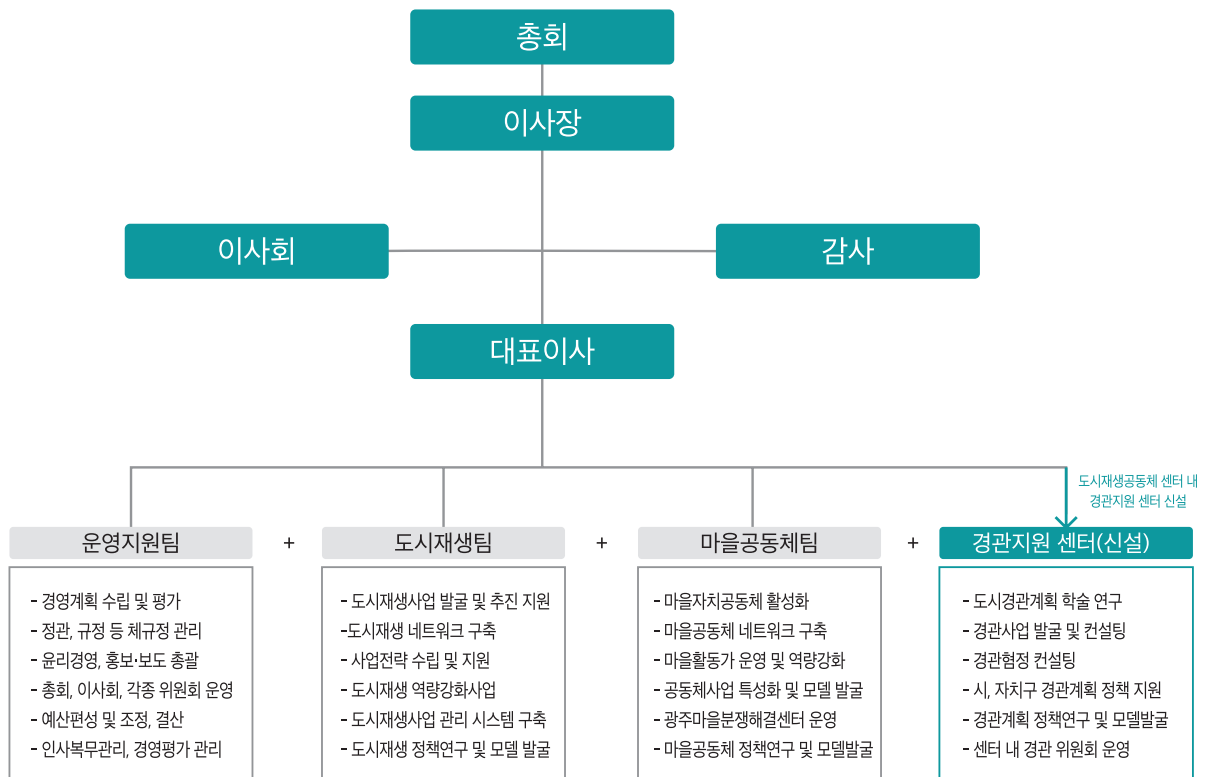 총회
이사장
이사회
감사
대표이사
도시재생공동체 센터 내
경관지원 센터 신설
운영지원팀
+
도시재생팀
+
마을공동체팀
+
경관지원 센터(신설)
- 경영계획 수립 및 평가
- 정관, 규정 등 체규정 관리
- 윤리경영, 홍보·보도 총괄
- 총회, 이사회, 각종 위원회 운영
- 예산편성 및 조정, 결산
- 인사복무관리, 경영평가 관리
- 도시재생사업 발굴 및 추진 지원
-도시재생 네트워크 구축
- 사업전략 수립 및 지원
- 도시재생 역량강화사업
- 도시재생사업 관리 시스템 구축
- 도시재생 정책연구 및 모델 발굴
- 마을자치공동체 활성화
- 마을공동체 네트워크 구축
- 마을활동가 운영 및 역량강화
- 공동체사업 특성화 및 모델 발굴
- 광주마을분쟁해결센터 운영
- 마을공동체 정책연구 및 모델발굴
- 도시경관계획 학술 연구
- 경관사업 발굴 및 컨설팅
- 경관협정 컨설팅
- 시, 자치구 경관계획 정책 지원
- 경관계획 정책연구 및 모델발굴
- 센터 내 경관 위원회 운영